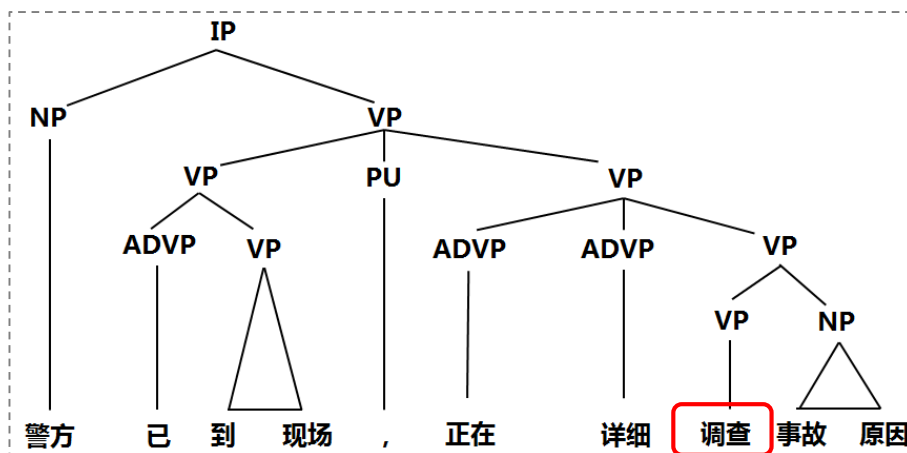 IP
NP VP
VP PU VP
ADVP VP ADVP ADVP VP
VP NP
警方 已 到 现场 , 正在 详细 调查 事故 原因